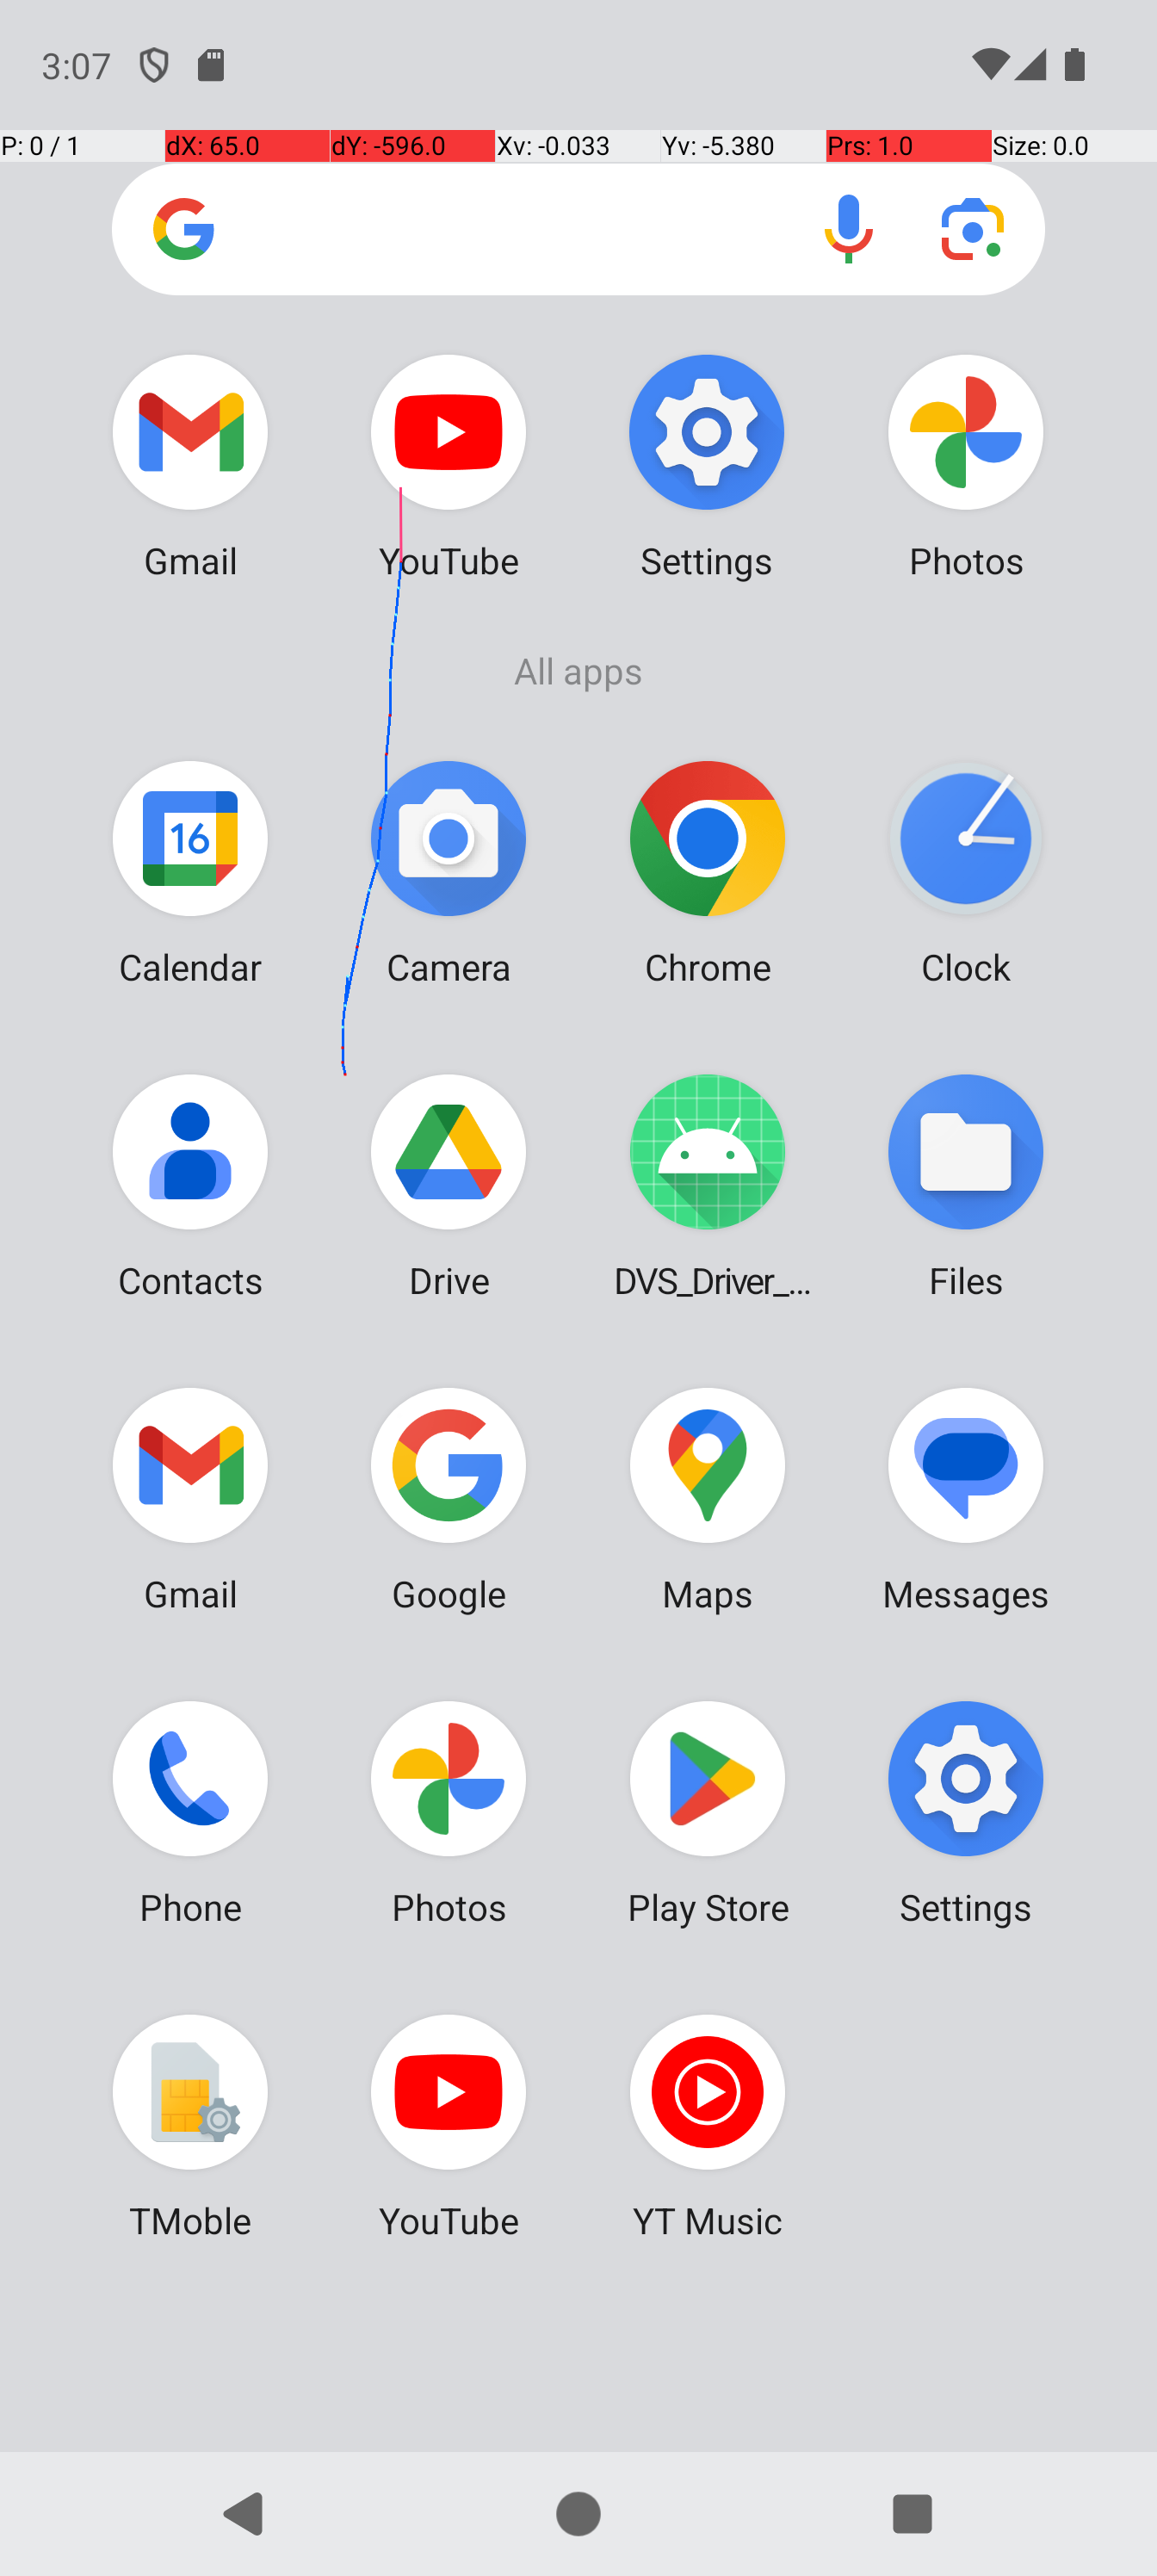 3:07
P: 0 / 1 dX: 65.0 dY: -596.0 Xv: -0.033 Yv: -5.380 Prs: 1.0 Size: 0.0
Gmail YouTube Settings Photos
All apps
16
Calendar Camera Chrome Clock
Contacts Drive DVS_Driver_... Files
Gmail Google Maps Messages
Phone Photos Play Store Settings
TMoble YouTube YT Music